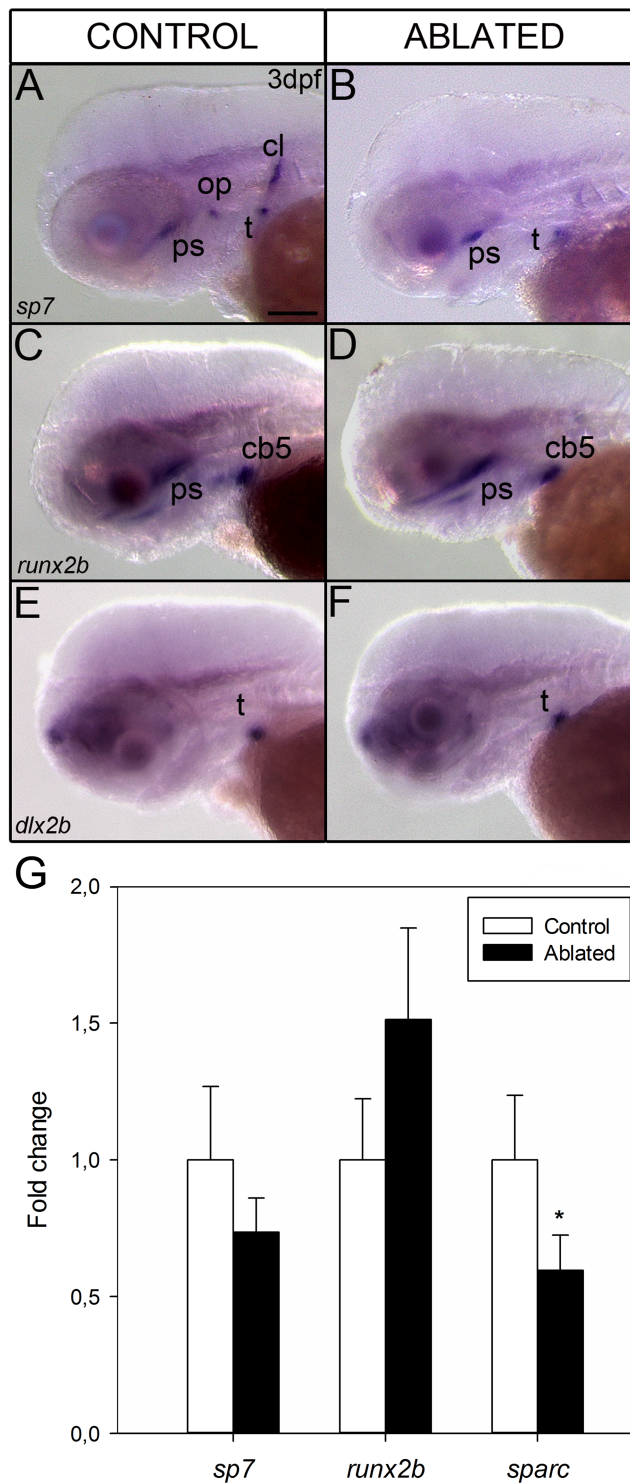 CONTROL ABLATED
A 3dpf B
cl
op
t t
ps ps
sp7
C D
cb5 cb5
ps ps
runx2b
E F
t t
dlx2b
G
2,0
Control
Ablated
1,5
1,0
0,5
0,0
Fold change
*
sp7 runx2b sparc